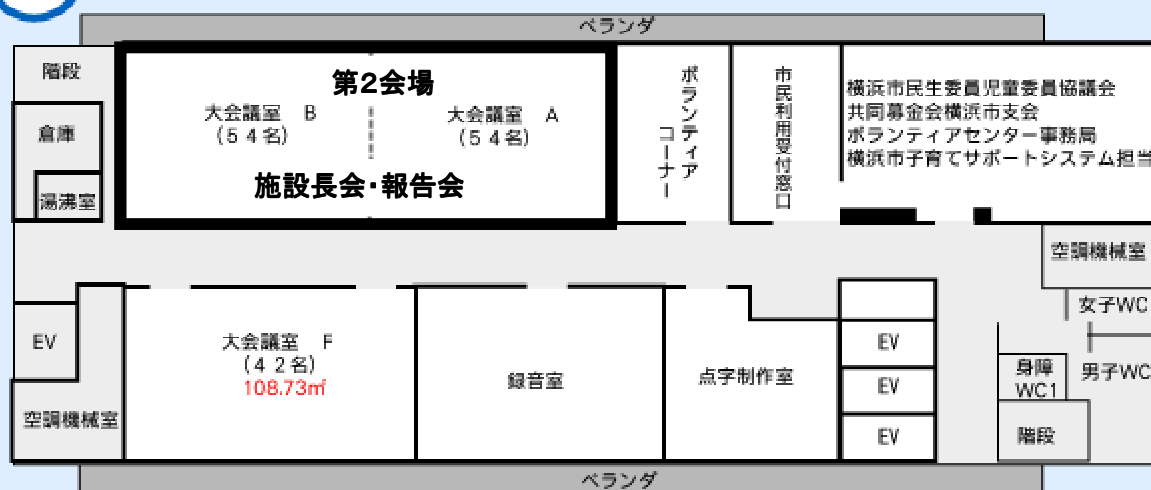 ベランダ
階段
倉庫
湯沸室
第2会場
大会議室 B
(54名)
大会議室 A
(54名)
施設長会・報告会
ボランティア
コーナー
市民利用受付窓口
横浜市民生委員児童委員協議会
共同募金会横浜市支会
ボランティアセンター事務局
横浜市子育てサポートシステム担当
空調機械室
女子WC
男子WC
身障
WC1
階段
EV
空調機械室
大会議室 F
(42名)
108.73㎡
録音室
点字制作室
EV
EV
EV
ベランダ